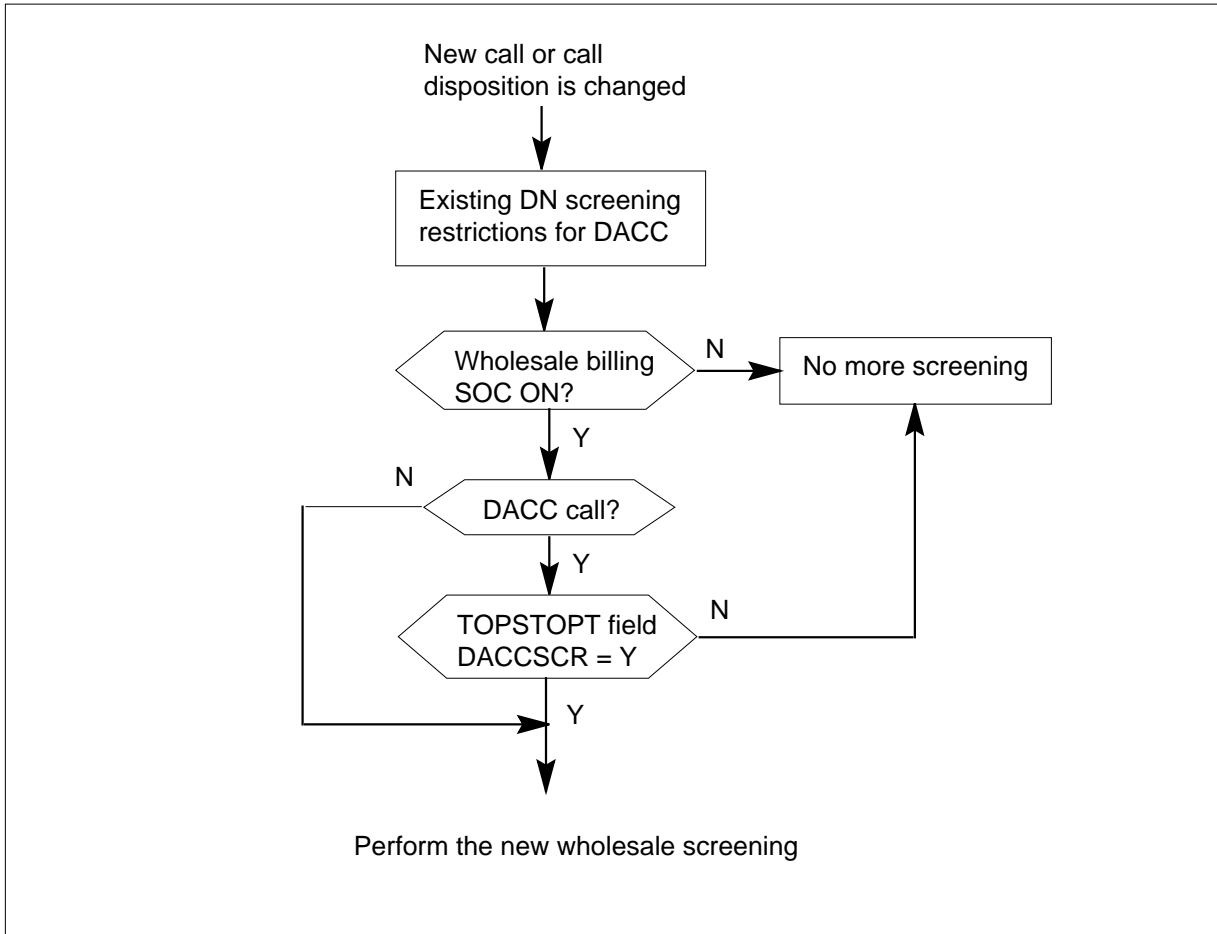 New call or call
disposition is changed
Existing DN screening
restrictions for DACC
Wholesale billing
SOC ON?
N
No more screening
Y
N
DACC call?
Y
TOPSTOPT field
DACCSCR = Y
N
Y
Perform the new wholesale screening